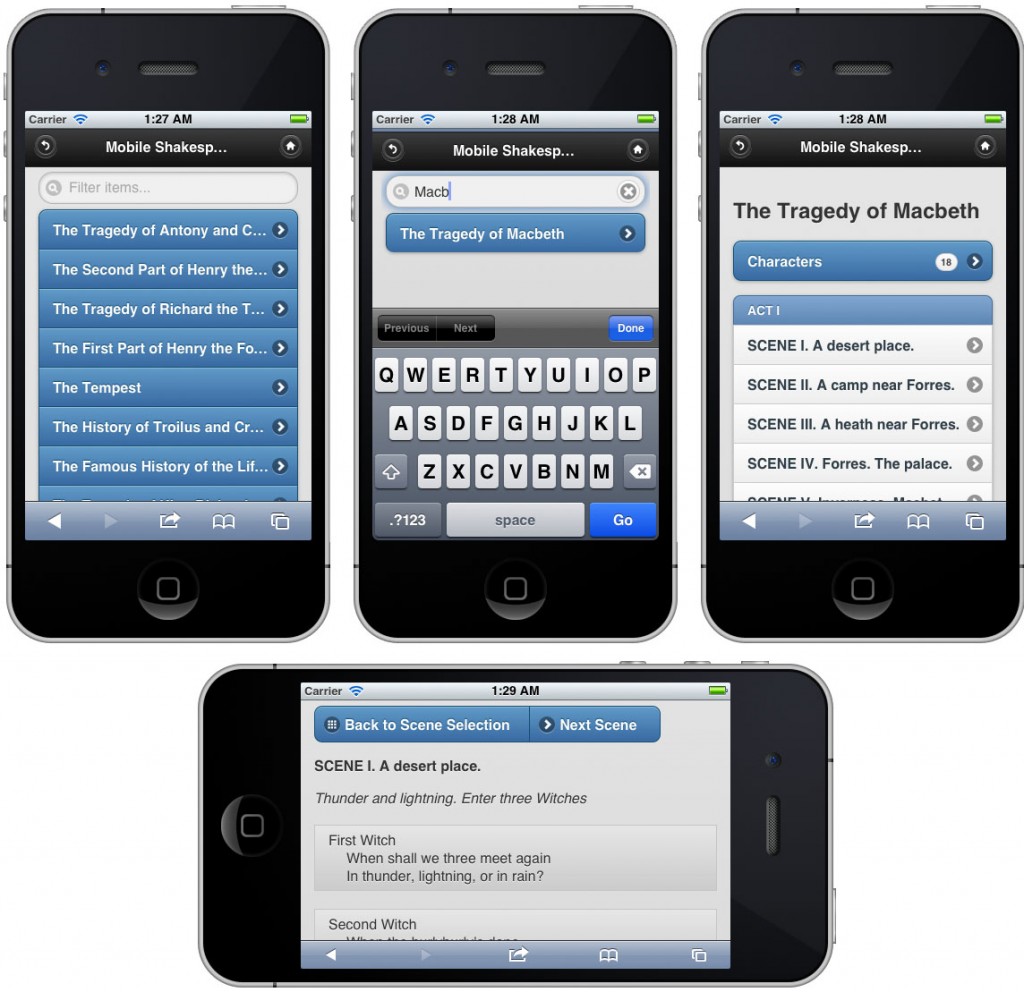 Carrier 1:27 AM
Mobile Shakesp...
Filter items...
The Tragedy of Antony and C...
The Second Part of Henry the...
The Tragedy of Richard the T...
The First Part of Henry the Fo...
The Tempest
The History of Troilus and Cr...
The Famous History of the Lif...
Carrier 1:28 AM
Mobile Shakesp...
Macb
The Tragedy of Macbeth
Previous Next Done
Q W E R T Y U I O P
A S D F G H J K L
Z X C V B N M
.?123 space Go
Carrier 1:28 AM
Mobile Shakesp...
The Tragedy of Macbeth
Characters 18
ACT I
SCENE I. A desert place.
SCENE II. A camp near Forres.
SCENE III. A heath near Forres.
SCENE IV. Forres. The palace.
Carrier 1:29 AM
Back to Scene Selection Next Scene
SCENE I. A desert place.
Thunder and lightning. Enter three Witches
First Witch
When shall we three meet again
In thunder, lightning, or in rain?
Second Witch